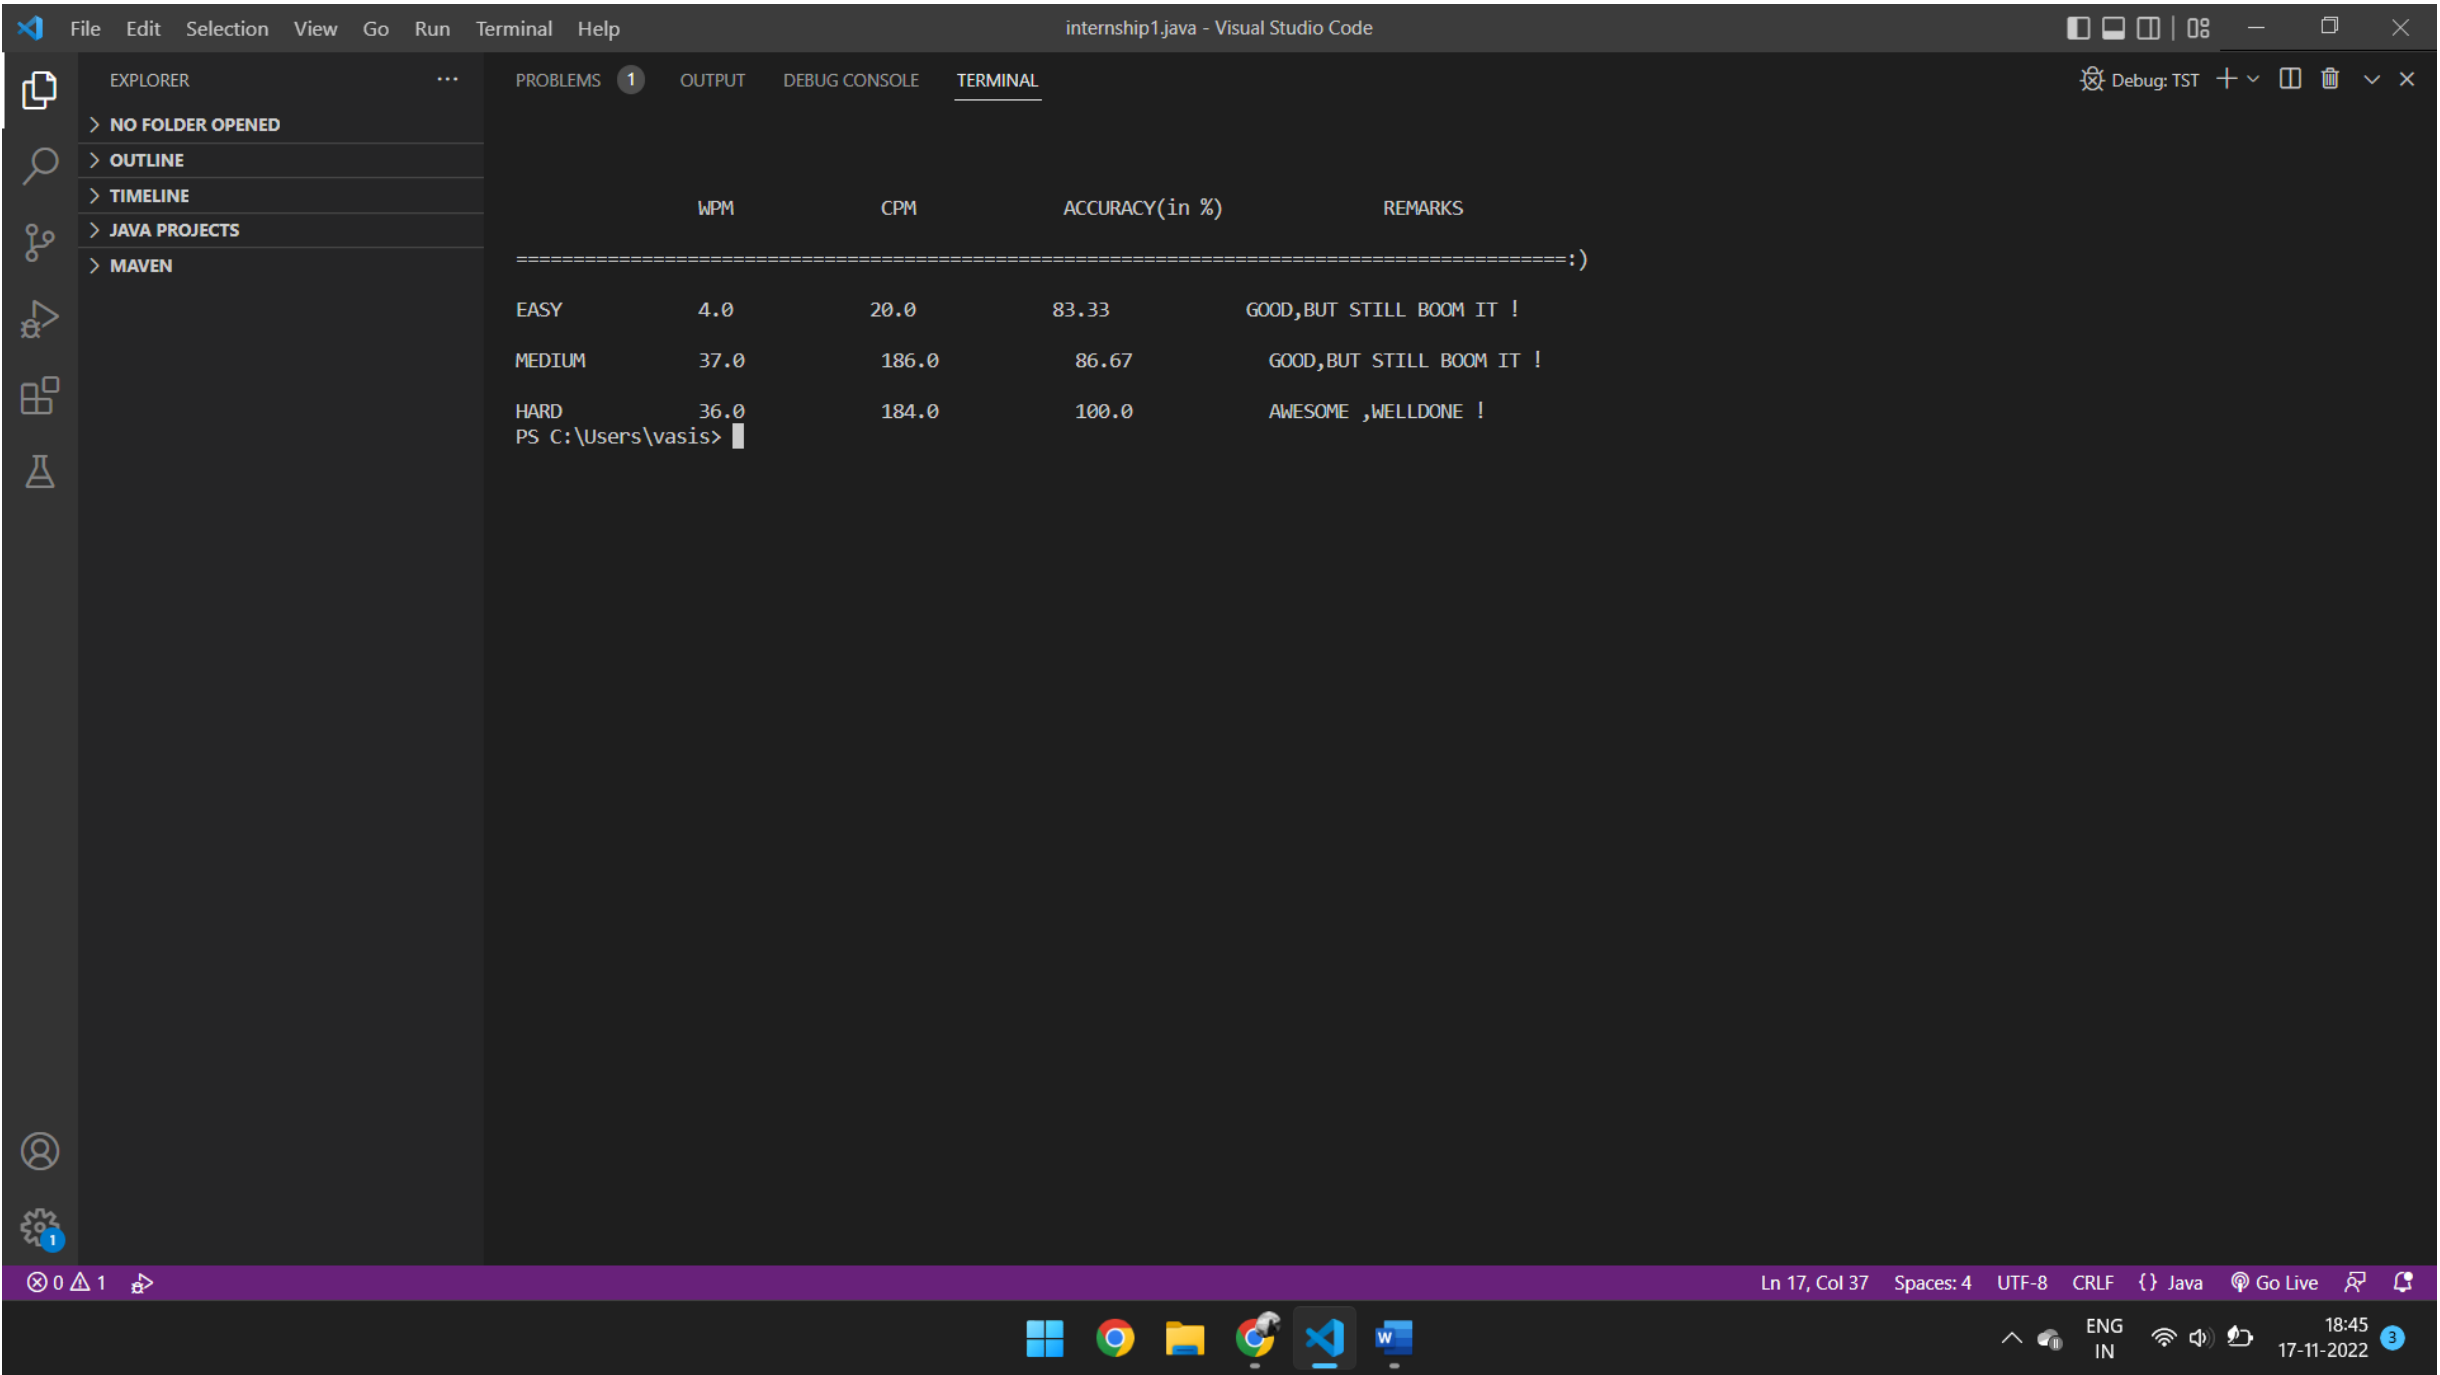 File Edit Selection View Go Run Terminal Help internship1.java - Visual Studio Code
EXPLORER ... PROBLEMS 1 OUTPUT DEBUG CONSOLE TERMINAL Debug: TST
NO FOLDER OPENED
OUTLINE
TIMELINE
JAVA PROJECTS
MAVEN
WPM CPM ACCURACY(in %) REMARKS
============================================================================================:)
EASY 4.0 20.0 83.33 GOOD,BUT STILL BOOM IT !
MEDIUM 37.0 186.0 86.67 GOOD,BUT STILL BOOM IT !
HARD 36.0 184.0 100.0 AWESOME ,WELLDONE !
PS C:\Users\vasis>
1
0 1 Ln 17, Col 37 Spaces: 4 UTF-8 CRLF {} Java Go Live
W ENG 18:45 3
IN 17-11-2022